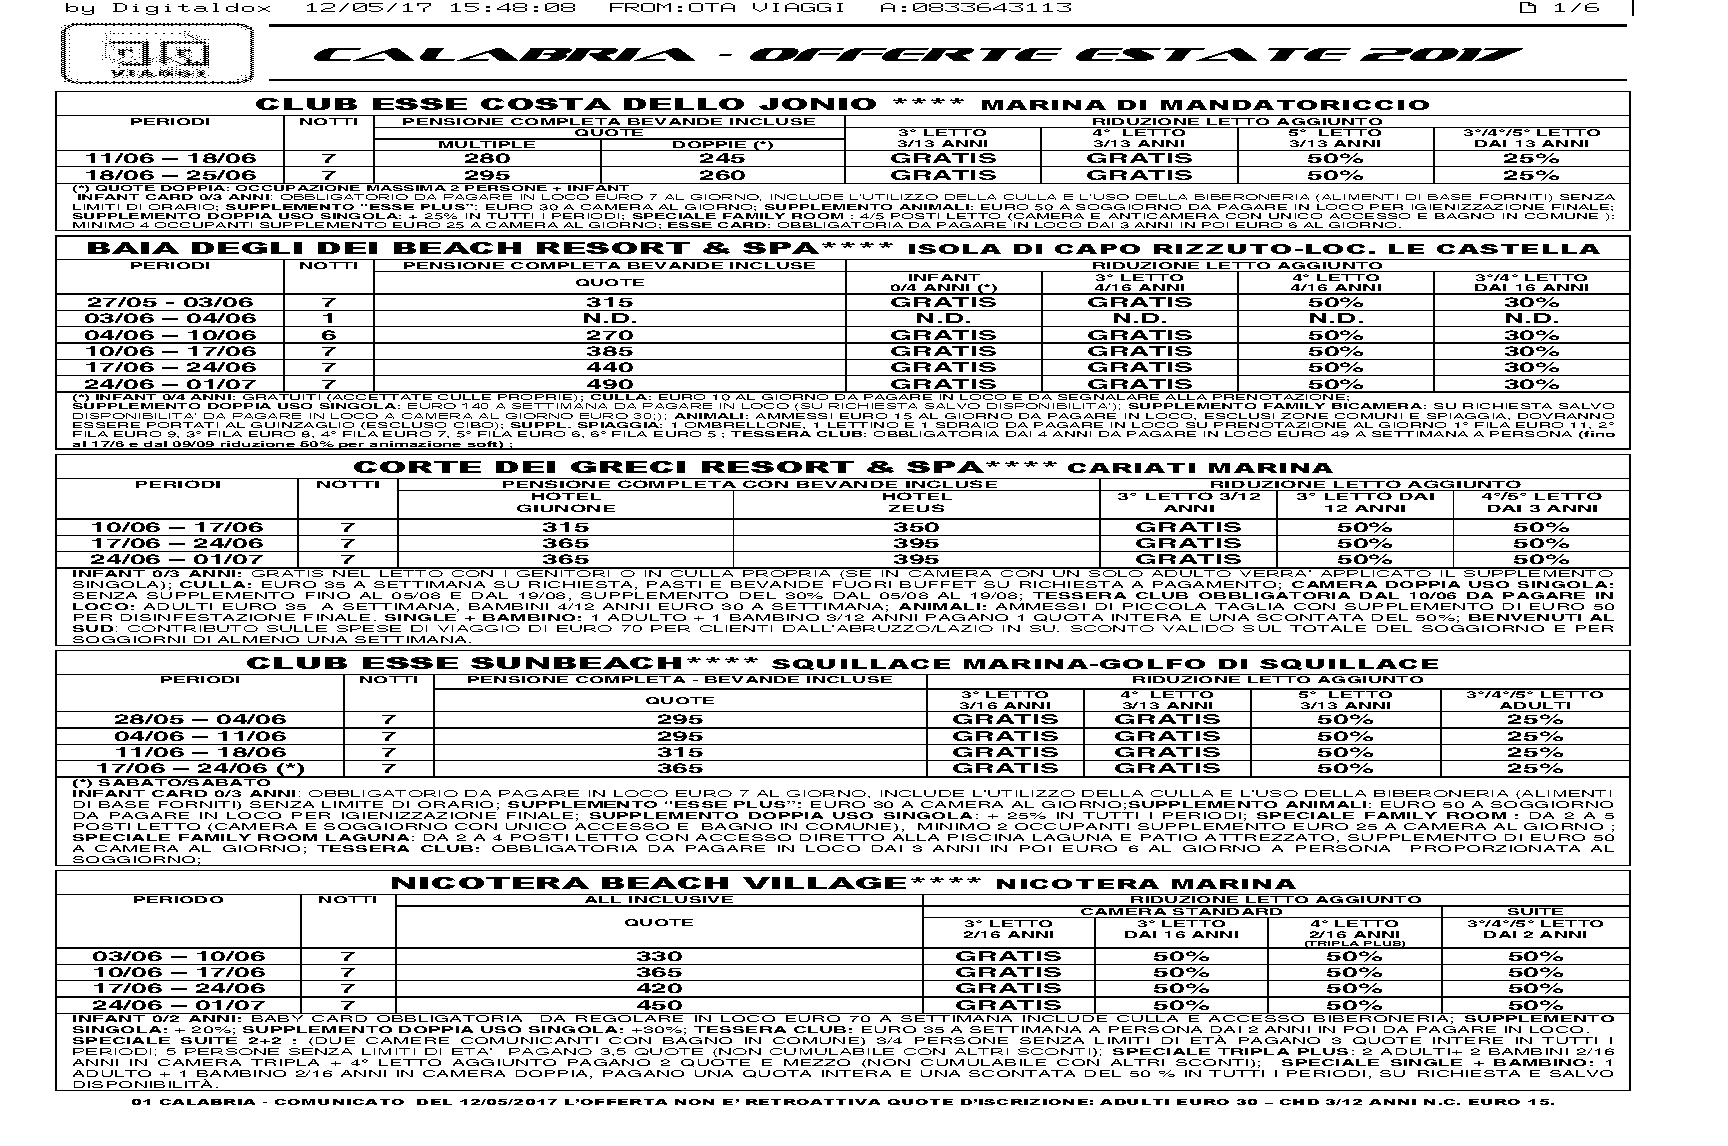 by Digitaldox 12/05/17 15:48:08 FROM:OTA VIAGGI A:0833643113 1/6
VIAGGI
CALABRIA - OFFERTE ESTATE 2017
CLUB ESSE COSTA DELLO JONIO **** MARINA DI MANDATORICCIO
PERIODI NOTTI PENSIONE COMPLETA BEVANDE INCLUSE RIDUZIONE LETTO AGGIUNTO
QUOTE 3° LETTO 4° LETTO 5° LETTO 3°/4°/5° LETTO
MULTIPLE DOPPIE (*) 3/13 ANNI 3/13 ANNI 3/13 ANNI DAI 13 ANNI
11/06 – 18/06 7 280 245 GRATIS GRATIS 50% 25%
18/06 – 25/06 7 295 260 GRATIS GRATIS 50% 25%
(*) QUOTE DOPPIA: OCCUPAZIONE MASSIMA 2 PERSONE + INFANT
INFANT CARD 0/3 ANNI: OBBLIGATORIO DA PAGARE IN LOCO EURO 7 AL GIORNO, INCLUDE L'UTILIZZO DELLA CULLA E L'USO DELLA BIBERONERIA (ALIMENTI DI BASE FORNITI) SENZA
LIMITI DI ORARIO; SUPPLEMENTO "ESSE PLUS": EURO 30 A CAMERA AL GIORNO; SUPPLEMENTO ANIMALI: EURO 50 A SOGGIORNO DA PAGARE IN LOCO PER IGIENIZZAZIONE FINALE;
SUPPLEMENTO DOPPIA USO SINGOLA: + 25% IN TUTTI I PERIODI; SPECIALE FAMILY ROOM : 4/5 POSTI LETTO (CAMERA E ANTICAMERA CON UNICO ACCESSO E BAGNO IN COMUNE ):
MINIMO 4 OCCUPANTI SUPPLEMENTO EURO 25 A CAMERA AL GIORNO; ESSE CARD: OBBLIGATORIA DA PAGARE IN LOCO DAI 3 ANNI IN POI EURO 6 AL GIORNO.
BAIA DEGLI DEI BEACH RESORT & SPA**** ISOLA DI CAPO RIZZUTO-LOC. LE CASTELLA
PERIODI NOTTI PENSIONE COMPLETA BEVANDE INCLUSE RIDUZIONE LETTO AGGIUNTO
QUOTE INFANT 3° LETTO 4° LETTO 3°/4° LETTO
0/4 ANNI (*) 4/16 ANNI 4/16 ANNI DAI 16 ANNI
27/05 - 03/06 7 315 GRATIS GRATIS 50% 30%
03/06 – 04/06 1 N.D. N.D. N.D. N.D. N.D.
04/06 – 10/06 6 270 GRATIS GRATIS 50% 30%
10/06 – 17/06 7 385 GRATIS GRATIS 50% 30%
17/06 – 24/06 7 440 GRATIS GRATIS 50% 30%
24/06 – 01/07 7 490 GRATIS GRATIS 50% 30%
(*) INFANT 0/4 ANNI: GRATUITI (ACCETTATE CULLE PROPRIE); CULLA: EURO 10 AL GIORNO DA PAGARE IN LOCO E DA SEGNALARE ALLA PRENOTAZIONE;
SUPPLEMENTO DOPPIA USO SINGOLA: EURO 140 A SETTIMANA DA PAGARE IN LOCO (SU RICHIESTA SALVO DISPONIBILITA'); SUPPLEMENTO FAMILY BICAMERA: SU RICHIESTA SALVO
DISPONIBILITA' DA PAGARE IN LOCO A CAMERA AL GIORNO EURO 30;); ANIMALI: AMMESSI EURO 15 AL GIORNO DA PAGARE IN LOCO, ESCLUSI ZONE COMUNI E SPIAGGIA, DOVRANNO
ESSERE PORTATI AL GUINZAGLIO (ESCLUSO CIBO); SUPPL. SPIAGGIA: 1 OMBRELLONE, 1 LETTINO E 1 SDRAIO DA PAGARE IN LOCO SU PRENOTAZIONE AL GIORNO 1° FILA EURO 11, 2°
FILA EURO 9, 3° FILA EURO 8, 4° FILA EURO 7, 5° FILA EURO 6, 6° FILA EURO 5 ; TESSERA CLUB: OBBLIGATORIA DAI 4 ANNI DA PAGARE IN LOCO EURO 49 A SETTIMANA A PERSONA (fino
al 17/6 e dal 09/09 riduzione 50% per animazione soft) ;
CORTE DEI GRECI RESORT & SPA**** CARIATI MARINA
PERIODI NOTTI PENSIONE COMPLETA CON BEVANDE INCLUSE RIDUZIONE LETTO AGGIUNTO
HOTEL HOTEL 3° LETTO 3/12 3° LETTO DAI 4°/5° LETTO
GIUNONE ZEUS ANNI 12 ANNI DAI 3 ANNI
10/06 – 17/06 7 315 350 GRATIS 50% 50%
17/06 – 24/06 7 365 395 GRATIS 50% 50%
24/06 – 01/07 7 365 395 GRATIS 50% 50%
INFANT 0/3 ANNI: GRATIS NEL LETTO CON I GENITORI O IN CULLA PROPRIA (SE IN CAMERA CON UN SOLO ADULTO VERRA' APPLICATO IL SUPPLEMENTO
SINGOLA); CULLA: EURO 35 A SETTIMANA SU RICHIESTA, PASTI E BEVANDE FUORI BUFFET SU RICHIESTA A PAGAMENTO; CAMERA DOPPIA USO SINGOLA:
SENZA SUPPLEMENTO FINO AL 05/08 E DAL 19/08, SUPPLEMENTO DEL 30% DAL 05/08 AL 19/08; TESSERA CLUB OBBLIGATORIA DAL 10/06 DA PAGARE IN
LOCO: ADULTI EURO 35 A SETTIMANA, BAMBINI 4/12 ANNI EURO 30 A SETTIMANA; ANIMALI: AMMESSI DI PICCOLA TAGLIA CON SUPPLEMENTO DI EURO 50
PER DISINFESTAZIONE FINALE. SINGLE + BAMBINO: 1 ADULTO + 1 BAMBINO 3/12 ANNI PAGANO 1 QUOTA INTERA E UNA SCONTATA DEL 50%; BENVENUTI AL
SUD: CONTRIBUTO SULLE SPESE DI VIAGGIO DI EURO 70 PER CLIENTI DALL'ABRUZZO/LAZIO IN SU. SCONTO VALIDO SUL TOTALE DEL SOGGIORNO E PER
SOGGIORNI DI ALMENO UNA SETTIMANA.
CLUB ESSE SUNBEACH**** SQUILLACE MARINA-GOLFO DI SQUILLACE
PERIODI NOTTI PENSIONE COMPLETA - BEVANDE INCLUSE RIDUZIONE LETTO AGGIUNTO
QUOTE 3° LETTO 4° LETTO 5° LETTO 3°/4°/5° LETTO
3/16 ANNI 3/13 ANNI 3/13 ANNI ADULTI
28/05 – 04/06 7 295 GRATIS GRATIS 50% 25%
04/06 – 11/06 7 295 GRATIS GRATIS 50% 25%
11/06 – 18/06 7 315 GRATIS GRATIS 50% 25%
17/06 – 24/06 (*) 7 365 GRATIS GRATIS 50% 25%
(*) SABATO/SABATO
INFANT CARD 0/3 ANNI: OBBLIGATORIO DA PAGARE IN LOCO EURO 7 AL GIORNO, INCLUDE L'UTILIZZO DELLA CULLA E L'USO DELLA BIBERONERIA (ALIMENTI
DI BASE FORNITI) SENZA LIMITE DI ORARIO; SUPPLEMENTO "ESSE PLUS": EURO 30 A CAMERA AL GIORNO;SUPPLEMENTO ANIMALI: EURO 50 A SOGGIORNO
DA PAGARE IN LOCO PER IGIENIZZAZIONE FINALE; SUPPLEMENTO DOPPIA USO SINGOLA: + 25% IN TUTTI I PERIODI; SPECIALE FAMILY ROOM : DA 2 A 5
POSTI LETTO (CAMERA E SOGGIORNO CON UNICO ACCESSO E BAGNO IN COMUNE), MINIMO 2 OCCUPANTI SUPPLEMENTO EURO 25 A CAMERA AL GIORNO ;
SPECIALE FAMILY ROOM LAGUNA: DA 2 A 4 POSTI LETTO CON ACCESSO DIRETTO ALLA PISCINA LAGUNA E PATIO ATTREZZATO, SUPPLEMENTO DI EURO 50
A CAMERA AL GIORNO; TESSERA CLUB: OBBLIGATORIA DA PAGARE IN LOCO DAI 3 ANNI IN POI EURO 6 AL GIORNO A PERSONA PROPORZIONATA AL
SOGGIORNO;
NICOTERA BEACH VILLAGE**** NICOTERA MARINA
PERIODO NOTTI ALL INCLUSIVE RIDUZIONE LETTO AGGIUNTO
CAMERA STANDARD SUITE
QUOTE 3° LETTO 3° LETTO 4° LETTO 3°/4°/5° LETTO
2/16 ANNI DAI 16 ANNI 2/16 ANNI DAI 2 ANNI
(TRIPLA PLUS)
03/06 – 10/06 7 330 GRATIS 50% 50% 50%
10/06 – 17/06 7 365 GRATIS 50% 50% 50%
17/06 – 24/06 7 420 GRATIS 50% 50% 50%
24/06 – 01/07 7 450 GRATIS 50% 50% 50%
INFANT 0/2 ANNI: BABY CARD OBBLIGATORIA DA REGOLARE IN LOCO EURO 70 A SETTIMANA INCLUDE CULLA E ACCESSO BIBERONERIA; SUPPLEMENTO
SINGOLA: + 20%; SUPPLEMENTO DOPPIA USO SINGOLA: +30%; TESSERA CLUB: EURO 35 A SETTIMANA A PERSONA DAI 2 ANNI IN POI DA PAGARE IN LOCO.
SPECIALE SUITE 2+2 : (DUE CAMERE COMUNICANTI CON BAGNO IN COMUNE) 3/4 PERSONE SENZA LIMITI DI ETÀ PAGANO 3 QUOTE INTERE IN TUTTI I
PERIODI; 5 PERSONE SENZA LIMITI DI ETA' PAGANO 3,5 QUOTE (NON CUMULABILE CON ALTRI SCONTI); SPECIALE TRIPLA PLUS: 2 ADULTI+ 2 BAMBINI 2/16
ANNI IN CAMERA TRIPLA + 4° LETTO AGGIUNTO PAGANO 2 QUOTE E MEZZO (NON CUMULABILE CON ALTRI SCONTI); SPECIALE SINGLE + BAMBINO: 1
ADULTO + 1 BAMBINO 2/16 ANNI IN CAMERA DOPPIA, PAGANO UNA QUOTA INTERA E UNA SCONTATA DEL 50 % IN TUTTI I PERIODI, SU RICHIESTA E SALVO
DISPONIBILITÀ.
01 CALABRIA - COMUNICATO DEL 12/05/2017 L'OFFERTA NON E' RETROATTIVA QUOTE D'ISCRIZIONE: ADULTI EURO 30 – CHD 3/12 ANNI N.C. EURO 15.